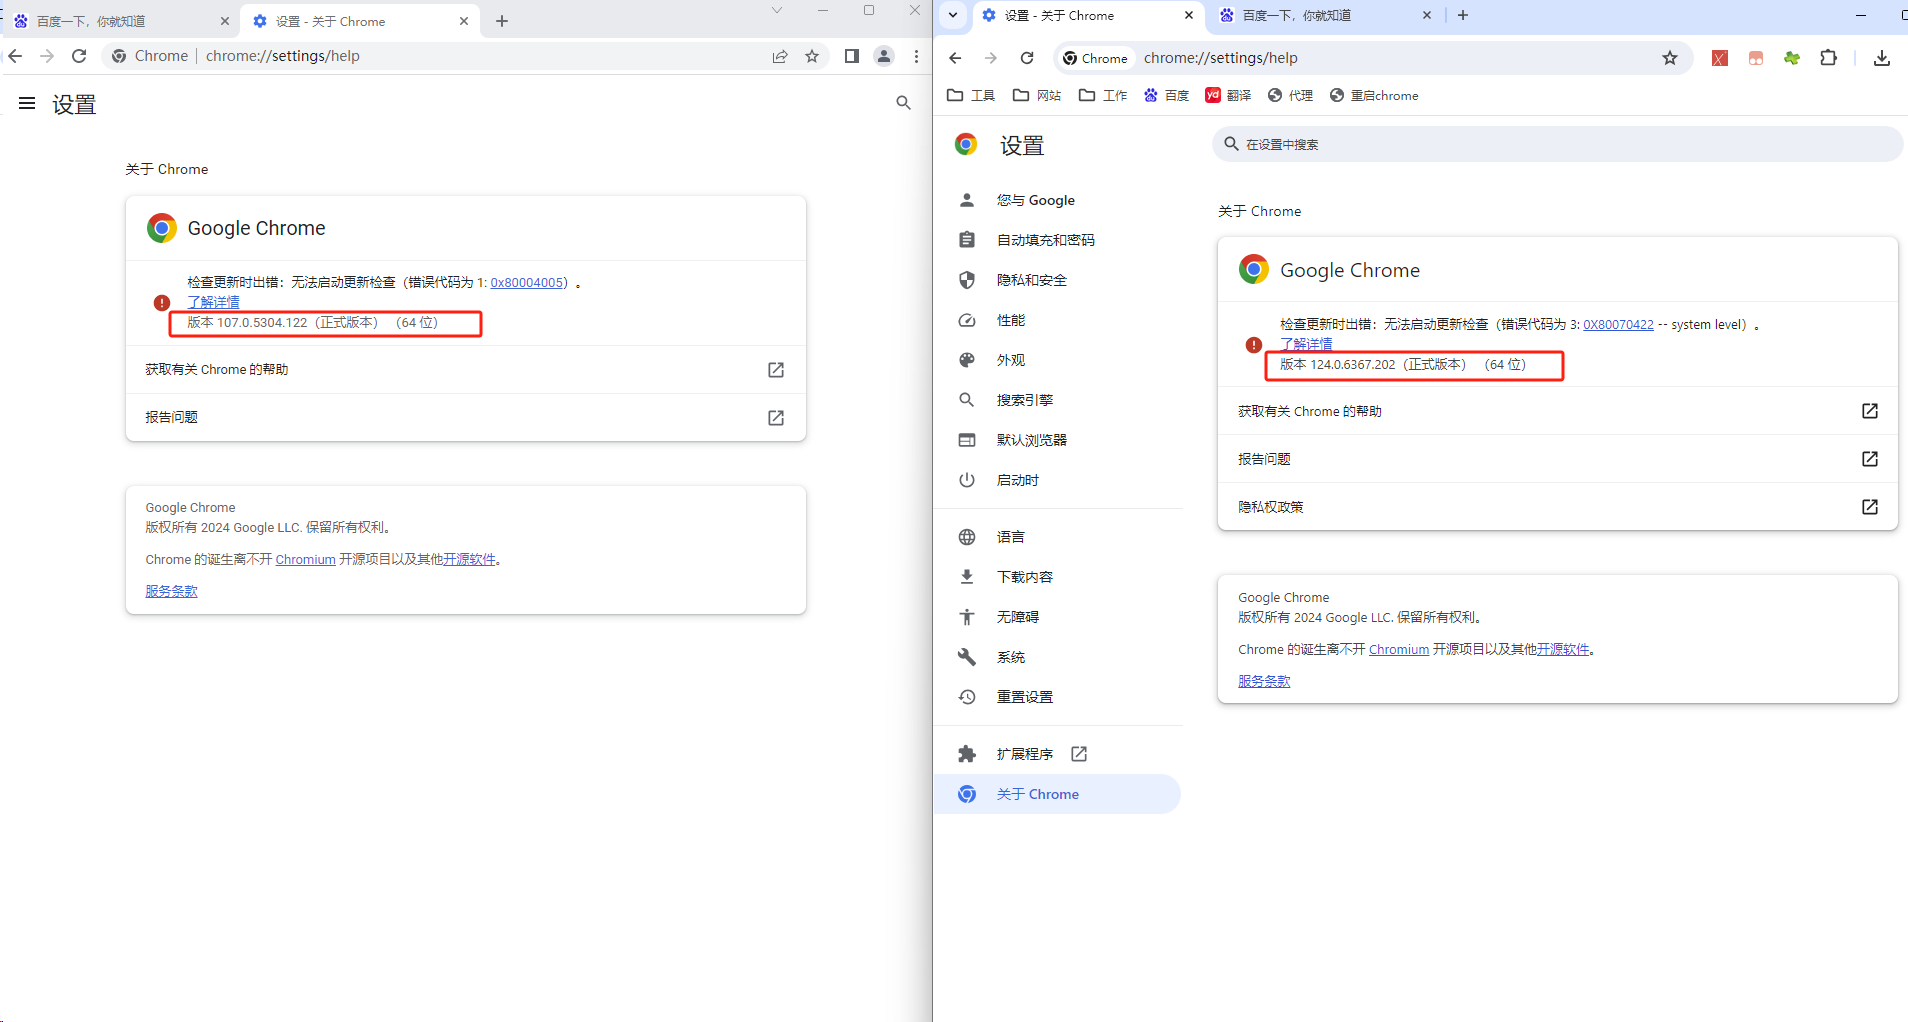 百度一下，你就知道
设置 - 关于 Chrome
Chrome
chrome://settings/help
设置
关于 Chrome
Google Chrome
检查更新时出错：无法启动更新检查（错误代码为 1: 0x80004005）。
了解详情
版本 107.0.5304.122（正式版本） （64 位）
获取有关 Chrome 的帮助
报告问题
Google Chrome
版权所有 2024 Google LLC. 保留所有权利。
Chrome 的诞生离不开 Chromium 开源项目以及其他开源软件。
服务条款
设置 - 关于 Chrome
百度一下，你就知道
Chrome
chrome://settings/help
工具
网站
工作
百度
yd
翻译
代理
重启chrome
设置
在设置中搜索
您与 Google
自动填充和密码
隐私和安全
性能
外观
搜索引擎
默认浏览器
启动时
语言
下载内容
无障碍
系统
重置设置
扩展程序
关于 Chrome
关于 Chrome
Google Chrome
检查更新时出错：无法启动更新检查（错误代码为 3: 0X80070422 -- system level）。
了解详情
版本 124.0.6367.202（正式版本） （64 位）
获取有关 Chrome 的帮助
报告问题
隐私权政策
Google Chrome
版权所有 2024 Google LLC. 保留所有权利。
Chrome 的诞生离不开 Chromium 开源项目以及其他开源软件。
服务条款